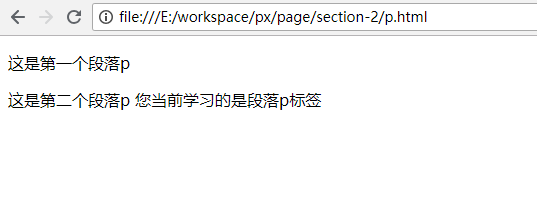 file:///E:/workspace/px/page/section-2/p.html
这是第一个段落p
这是第二个段落p 您当前学习的是段落p标签